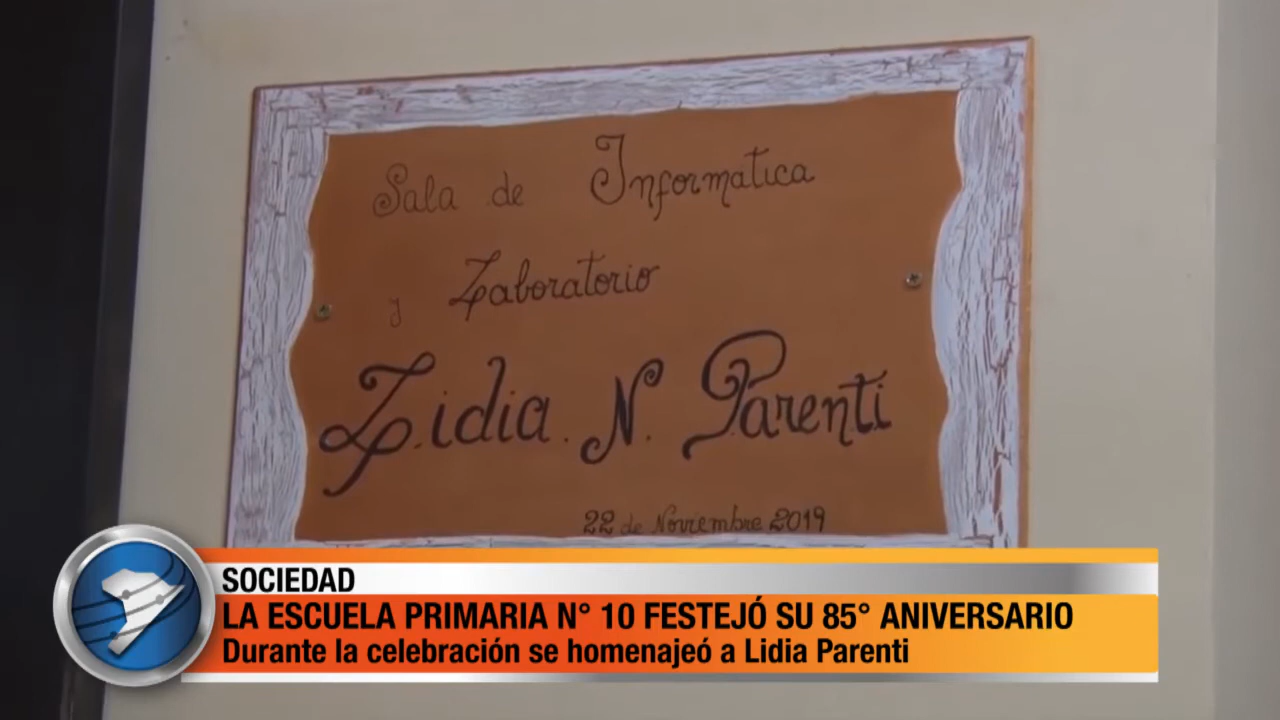 Sala de Informatica
y Laboratorio
Lidia. N. Parenti
22 de Noviembre 2019
SOCIEDAD
LA ESCUELA PRIMARIA N° 10 FESTEJÓ SU 85° ANIVERSARIO
Durante la celebración se homenajeó a Lidia Parenti